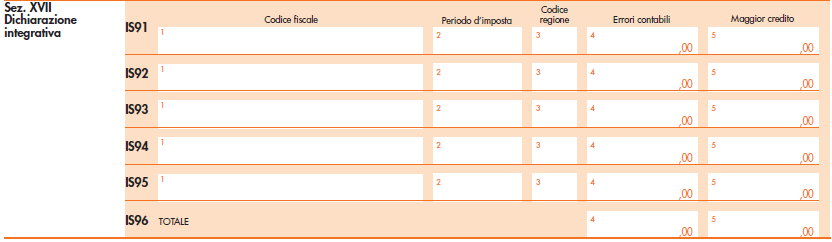 Sez. XVII
Dichiarazione
integrativa
Codice fiscale Periodo d'imposta Codice regione Errori contabili Maggior credito
IS91 1 2 3 4 ,00 5 ,00
IS92 1 2 3 4 ,00 5 ,00
IS93 1 2 3 4 ,00 5 ,00
IS94 1 2 3 4 ,00 5 ,00
IS95 1 2 3 4 ,00 5 ,00
IS96 TOTALE 4 ,00 5 ,00